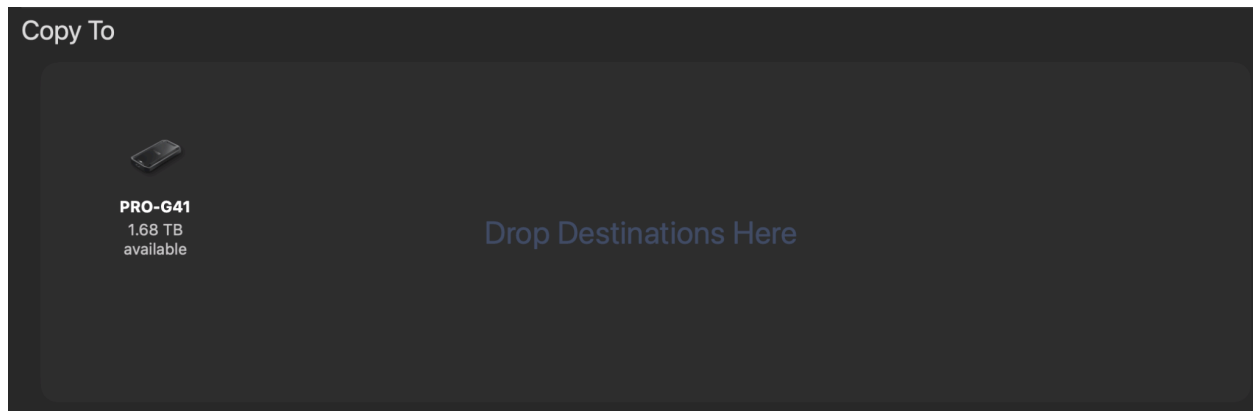 Copy To
PRO-G41
1.68 TB
available
Drop Destinations Here